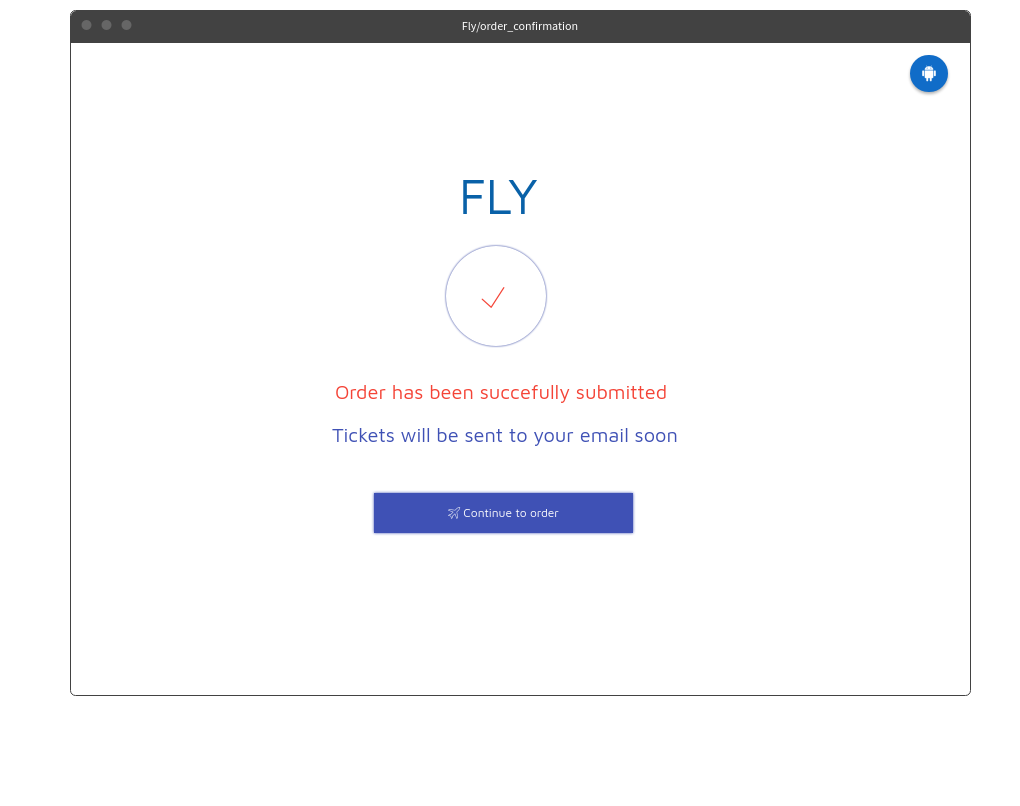 Fly/order_confirmation
FLY
Order has been succefully submitted
Tickets will be sent to your email soon
Continue to order